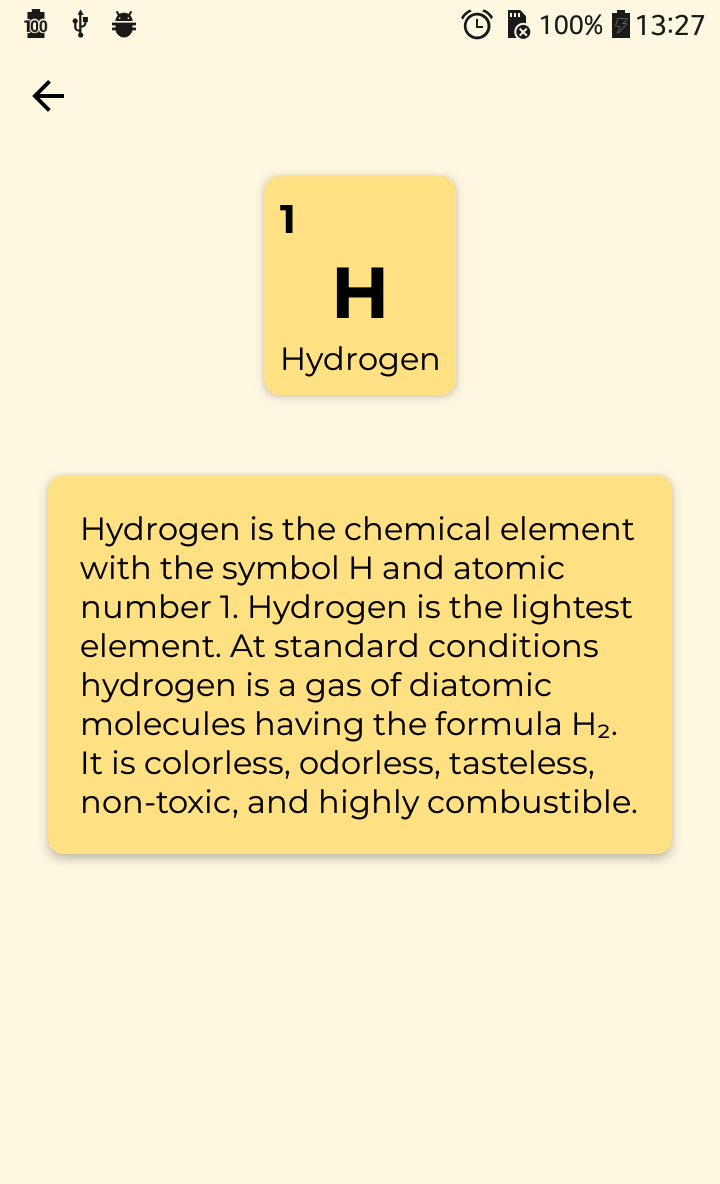 100 100% 13:27
1
H
Hydrogen
Hydrogen is the chemical element
with the symbol H and atomic
number 1. Hydrogen is the lightest
element. At standard conditions
hydrogen is a gas of diatomic
molecules having the formula H₂.
It is colorless, odorless, tasteless,
non-toxic, and highly combustible.